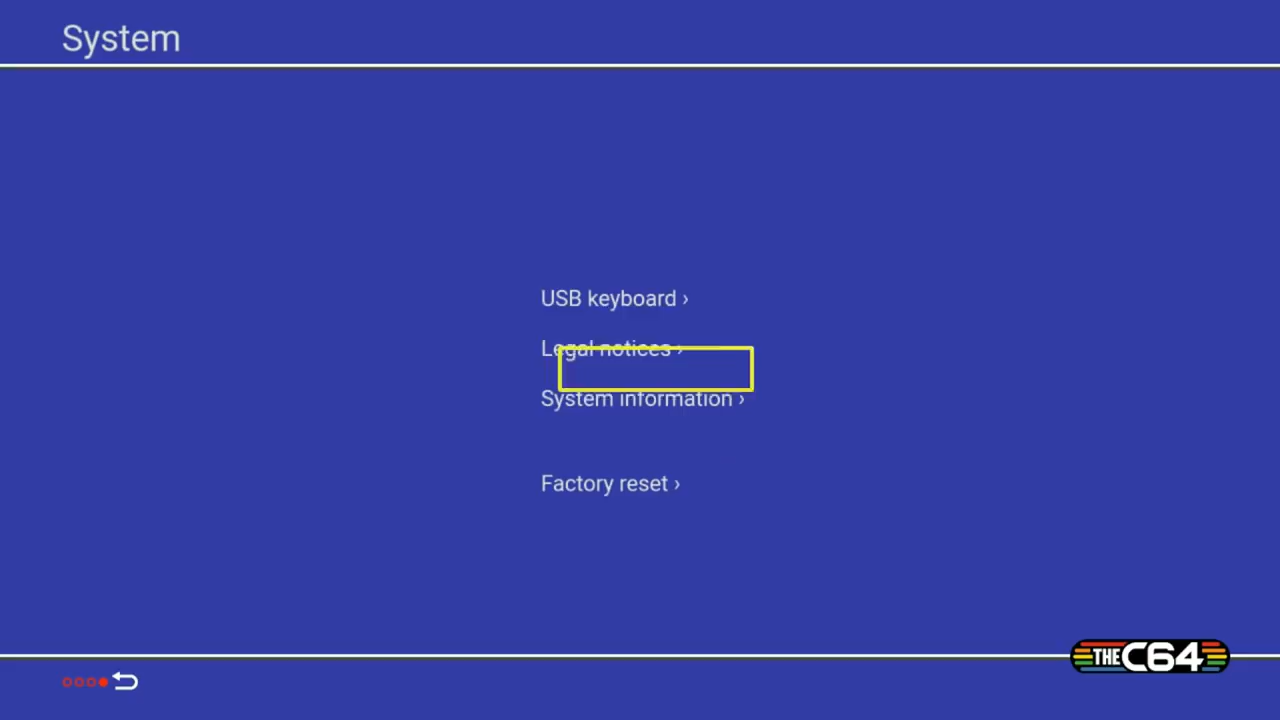 System
USB keyboard ›
Legal notices ›
System information ›
Factory reset ›
THEC64